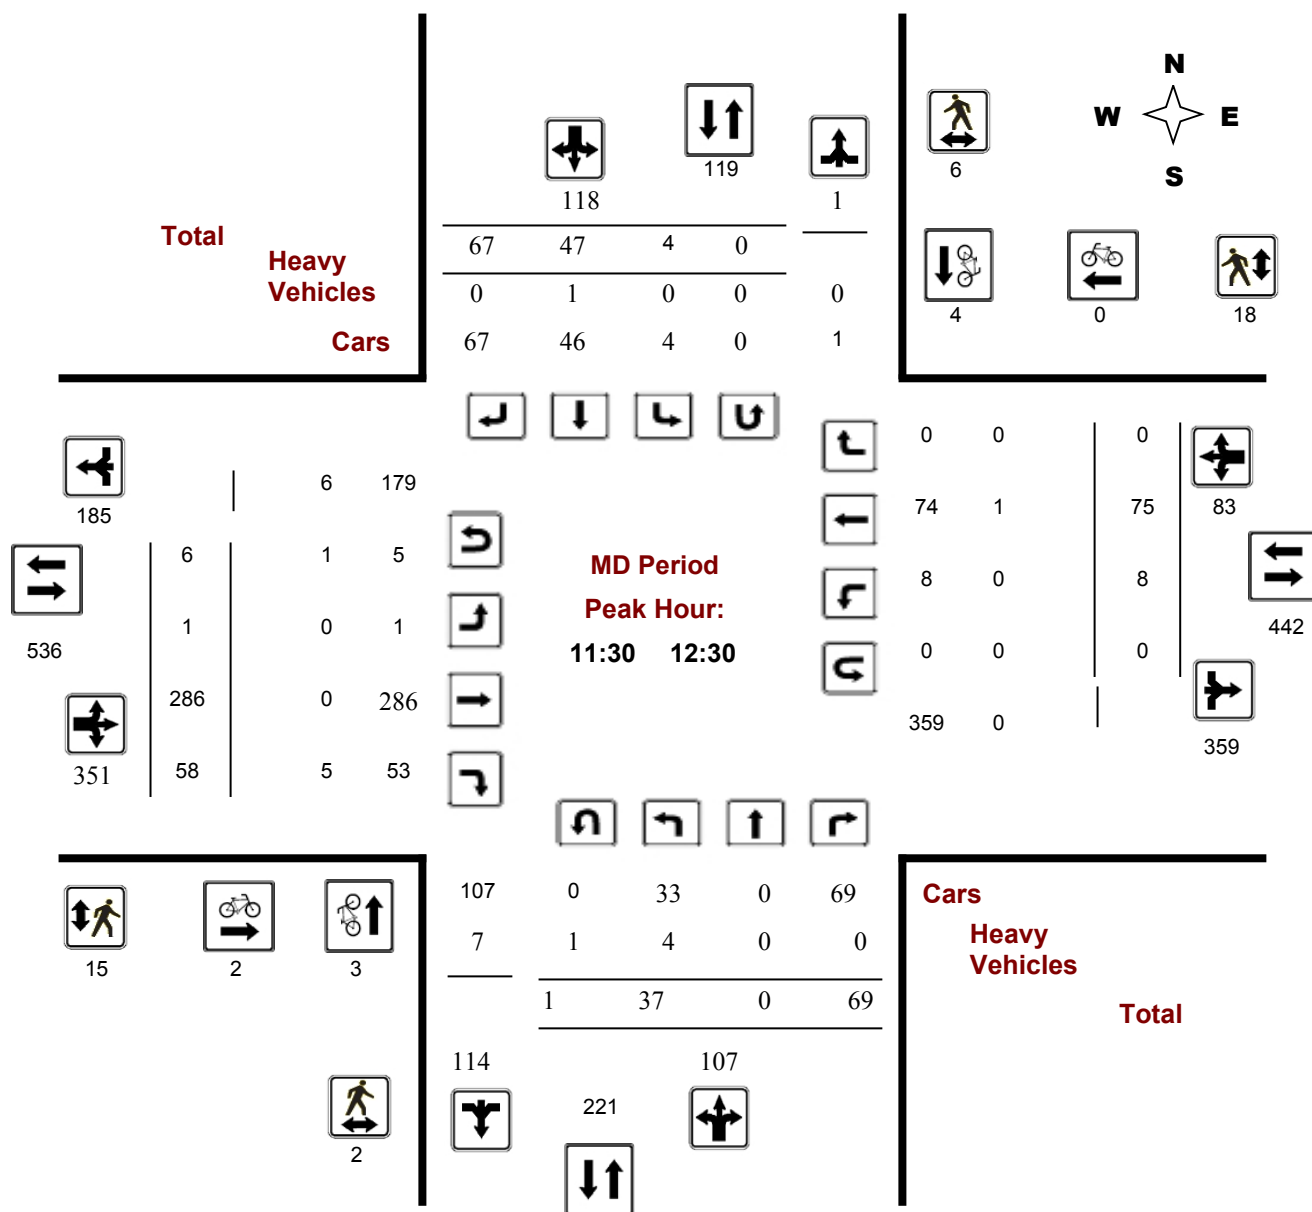 N
W E
S
119
6
118 1
Total 67 47 4 0
Heavy
Vehicles 0 1 0 0 0
Cars 67 46 4 0 1
4 0 18
0 0 0
6 179
185 74 1 75 83
6 1 5
MD Period
8 0 8
Peak Hour:
1 0 1
442
536 11:30 12:30 0 0 0
286 0 286
359 0
359
351 58 5 53
107 0 33 0 69 Cars
7 1 4 0 0 Heavy
Vehicles
15 2 3
1 37 0 69 Total
114 107
221
2